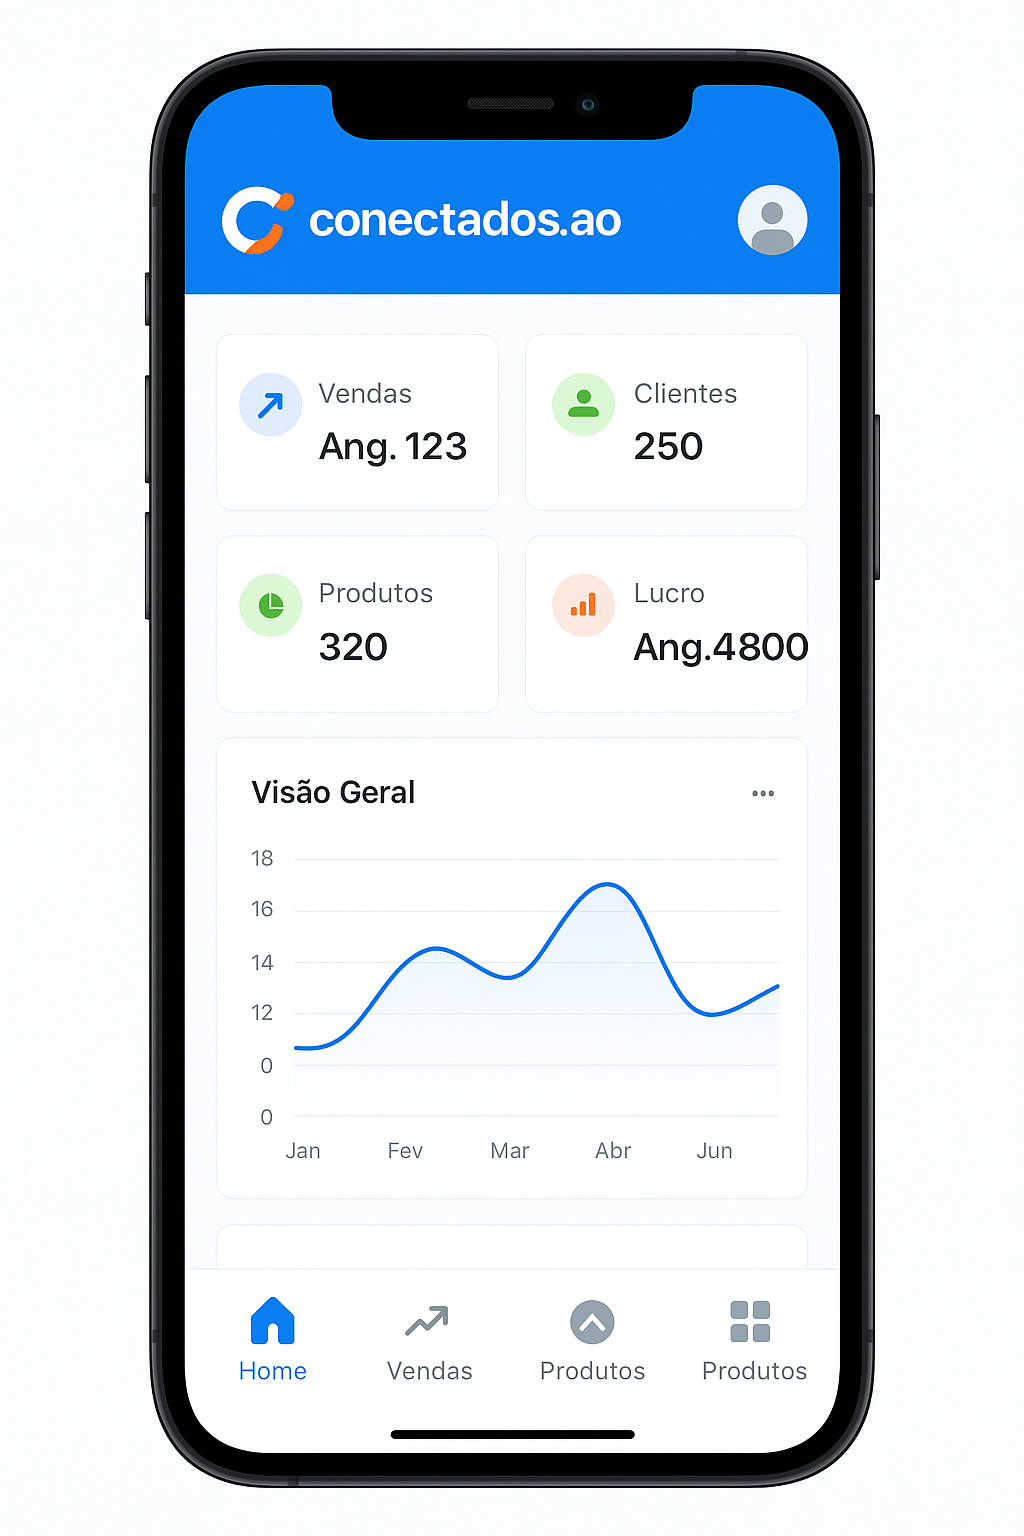 conectados.ao
Vendas
Ang. 123
Clientes
250
Produtos
320
Lucro
Ang.4800
Visão Geral
18
16
14
12
0
0
Jan Fev Mar Abr Jun
Home Vendas Produtos Produtos